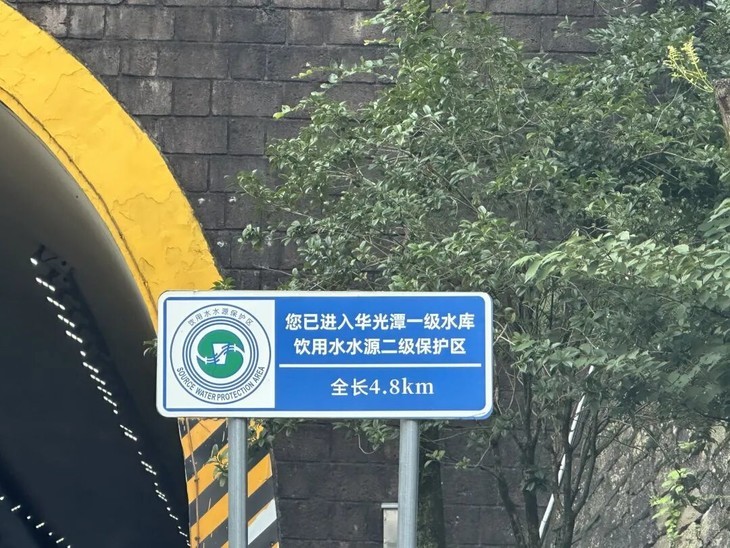 饮用水水源保护区
SOURCE WATER PROTECTION AREA
您已进入华光潭一级水库
饮用水水源二级保护区
全长4.8km